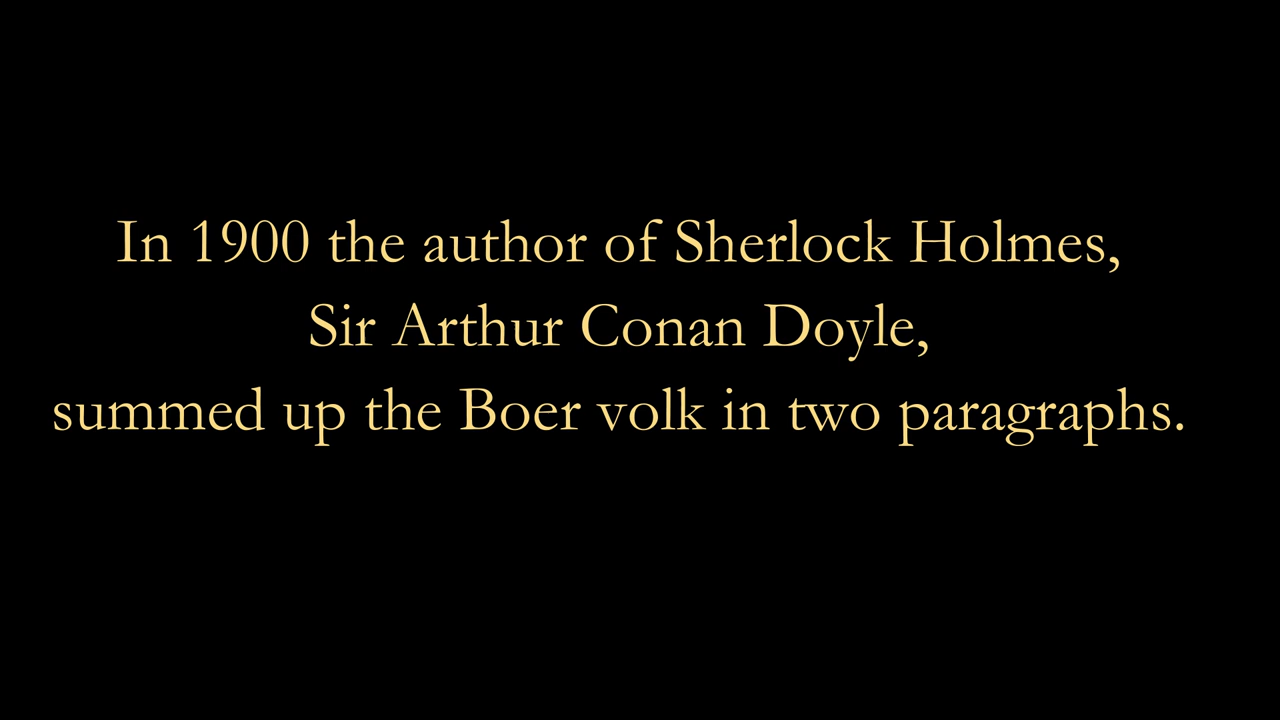 In 1900 the author of Sherlock Holmes,
Sir Arthur Conan Doyle,
summed up the Boer volk in two paragraphs.